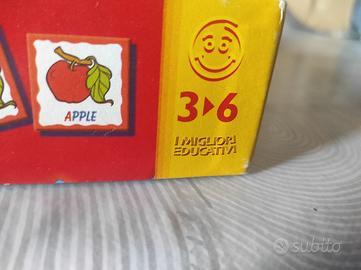 APPLE
3▸6
I MIGLIORI
EDUCATIVI
subito